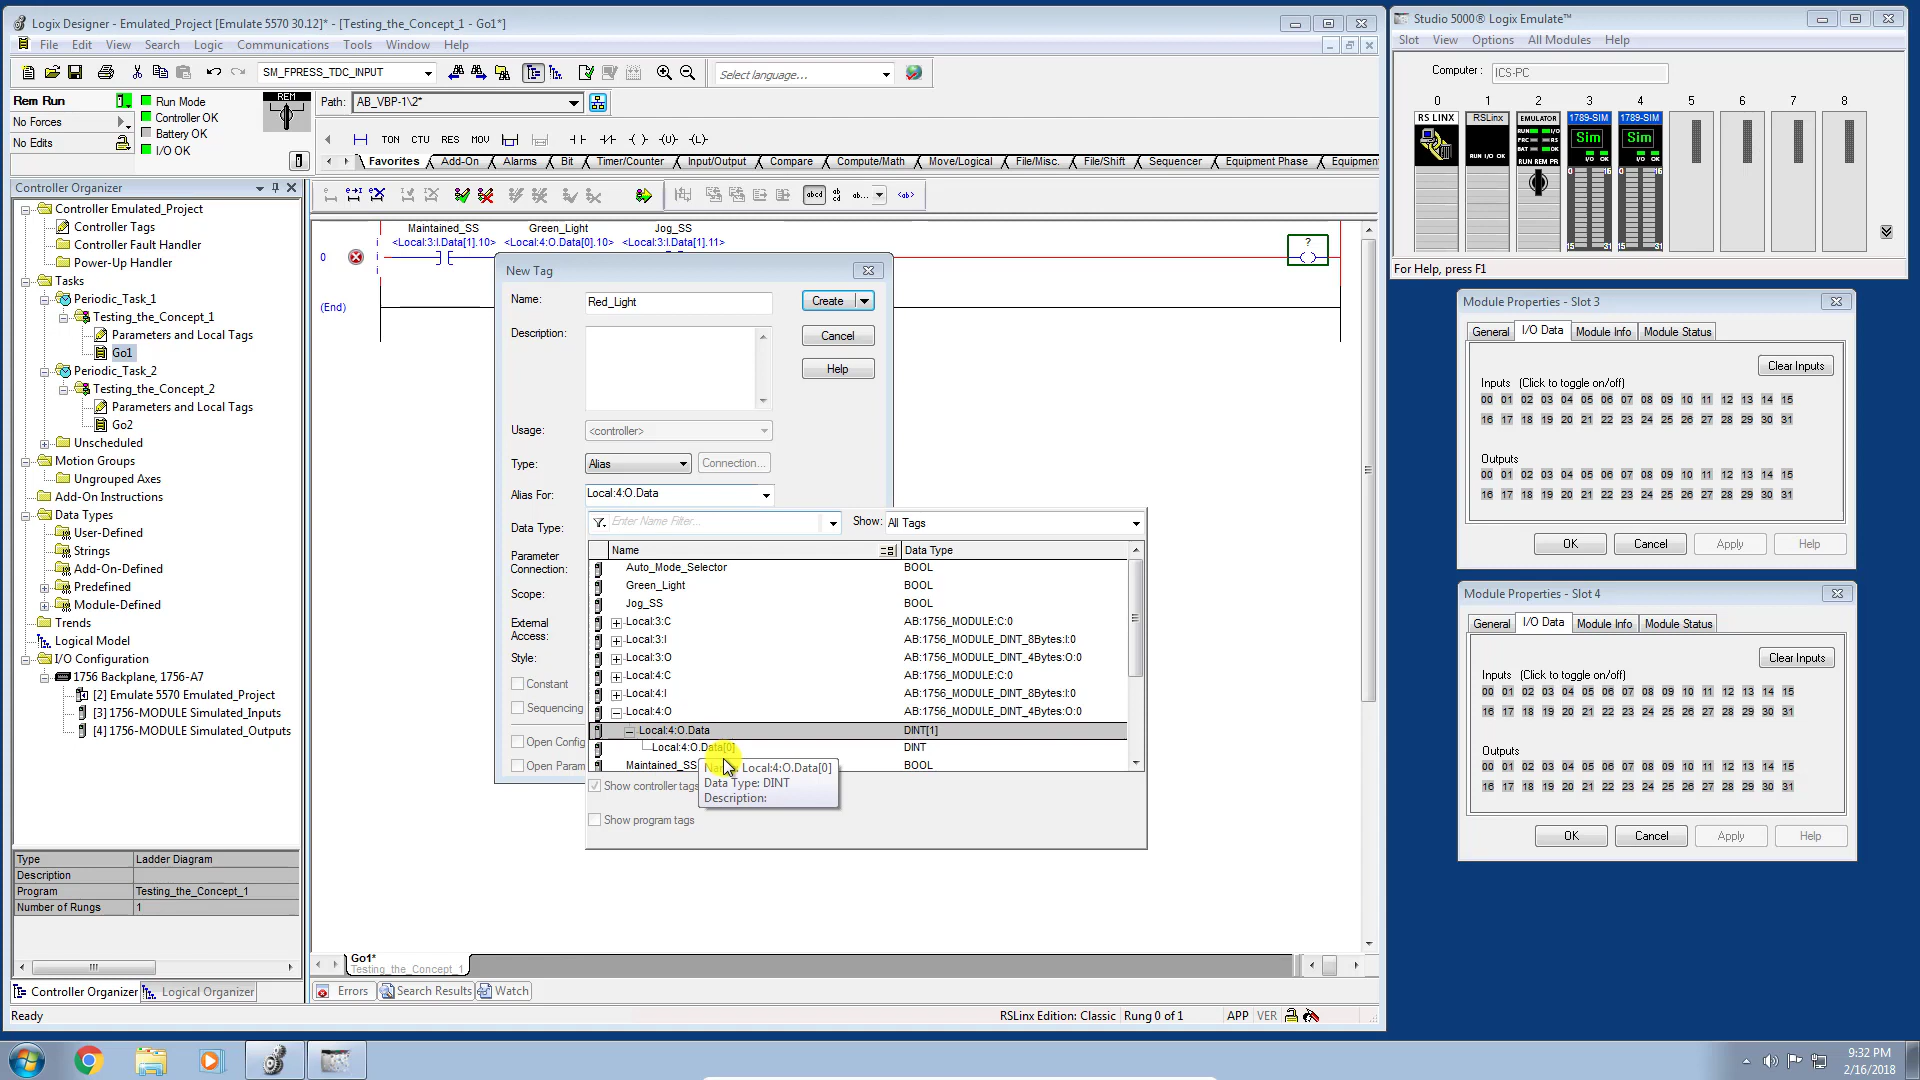 Logix Designer - Emulated_Project [Emulate 5570 30.12]* - [Testing_the_Concept_1 - Go1*]
File Edit View Search Logic Communications Tools Window Help
SM_FPRESS_TDC_INPUT
Select language...
Rem Run
No Forces
No Edits
Run Mode
Controller OK
Battery OK
I/O OK
REM
Path: AB_VBP-1\2*
TON CTU RES MOV
Favorites Add-On Alarms Bit Timer/Counter Input/Output Compare Compute/Math Move/Logical File/Misc. File/Shift Sequencer Equipment Phase Equipmen
Controller Organizer
Controller Emulated_Project
Controller Tags
Controller Fault Handler
Power-Up Handler
Tasks
Periodic_Task_1
Testing_the_Concept_1
Parameters and Local Tags
Go1
Periodic_Task_2
Testing_the_Concept_2
Parameters and Local Tags
Go2
Unscheduled
Motion Groups
Ungrouped Axes
Add-On Instructions
Data Types
User-Defined
Strings
Add-On-Defined
Predefined
Module-Defined
Trends
Logical Model
I/O Configuration
1756 Backplane, 1756-A7
[2] Emulate 5570 Emulated_Project
[3] 1756-MODULE Simulated_Inputs
[4] 1756-MODULE Simulated_Outputs
Type Ladder Diagram
Description
Program Testing_the_Concept_1
Number of Rungs 1
Controller Organizer Logical Organizer
Ready
Maintained_SS Green_Light Jog_SS
<Local:3:I.Data[1].10> <Local:4:O.Data[0].10> <Local:3:I.Data[1].11>
0
?
(End)
New Tag
Name: Red_Light
Create
Description:
Cancel
Help
Usage: <controller>
Type: Alias Connection...
Alias For: Local:4:O.Data
Data Type:
Parameter
Connection:
Scope:
External
Access:
Style:
Constant
Sequencing
Open Config
Open Param
Enter Name Filter...
Show: All Tags
Name Data Type
Auto_Mode_Selector BOOL
Green_Light BOOL
Jog_SS BOOL
Local:3:C AB:1756_MODULE:C:0
Local:3:I AB:1756_MODULE_DINT_8Bytes:I:0
Local:3:O AB:1756_MODULE_DINT_4Bytes:O:0
Local:4:C AB:1756_MODULE:C:0
Local:4:I AB:1756_MODULE_DINT_8Bytes:I:0
Local:4:O AB:1756_MODULE_DINT_4Bytes:O:0
Local:4:O.Data DINT[1]
Local:4:O.Data[0] DINT
Maintained_SS BOOL
Local:4:O.Data[0]
Data Type: DINT
Description:
Show controller tags
Show program tags
Go1*
Testing_the_Concept_1
Errors Search Results Watch
RSLinx Edition: Classic Rung 0 of 1 APP VER
Studio 5000® Logix Emulate™
Slot View Options All Modules Help
Computer : ICS-PC
0 1 2 3 4 5 6 7 8
RS LINX RSLinx EMULATOR 1789-SIM 1789-SIM
RUN I/O OK
RUN REM PR
Sim Sim
For Help, press F1
Module Properties - Slot 3
General I/O Data Module Info Module Status
Clear Inputs
Inputs (Click to toggle on/off)
00 01 02 03 04 05 06 07 08 09 10 11 12 13 14 15
16 17 18 19 20 21 22 23 24 25 26 27 28 29 30 31
Outputs
00 01 02 03 04 05 06 07 08 09 10 11 12 13 14 15
16 17 18 19 20 21 22 23 24 25 26 27 28 29 30 31
OK Cancel Apply Help
Module Properties - Slot 4
General I/O Data Module Info Module Status
Clear Inputs
Inputs (Click to toggle on/off)
00 01 02 03 04 05 06 07 08 09 10 11 12 13 14 15
16 17 18 19 20 21 22 23 24 25 26 27 28 29 30 31
Outputs
00 01 02 03 04 05 06 07 08 09 10 11 12 13 14 15
16 17 18 19 20 21 22 23 24 25 26 27 28 29 30 31
OK Cancel Apply Help
9:32 PM
2/16/2018